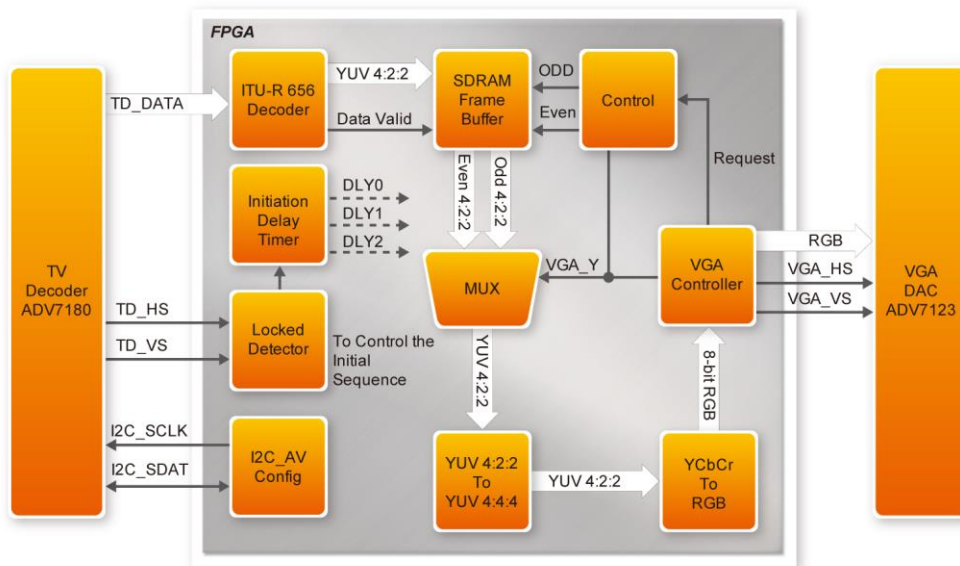 FPGA
TV
Decoder
ADV7180
TD_DATA
ITU-R 656
Decoder
YUV 4:2:2
Data Valid
SDRAM
Frame
Buffer
ODD
Even
Control
Request
Initiation
Delay
Timer
DLY0
DLY1
DLY2
Even 4:2:2
Odd 4:2:2
MUX
VGA_Y
VGA
Controller
RGB
VGA_HS
VGA_VS
VGA
DAC
ADV7123
TD_HS
TD_VS
Locked
Detector
To Control the
Initial
Sequence
YUV 4:2:2
8-bit RGB
I2C_SCLK
I2C_SDAT
I2C_AV
Config
YUV 4:2:2
To
YUV 4:4:4
YUV 4:2:2
YCbCr
To
RGB